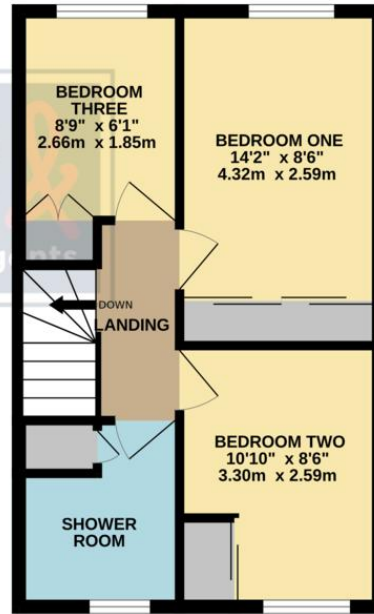 BEDROOM
THREE
8'9" x 6'1"
2.66m x 1.85m
BEDROOM ONE
14'2" x 8'6"
4.32m x 2.59m
DOWN
LANDING
BEDROOM TWO
10'10" x 8'6"
3.30m x 2.59m
SHOWER
ROOM